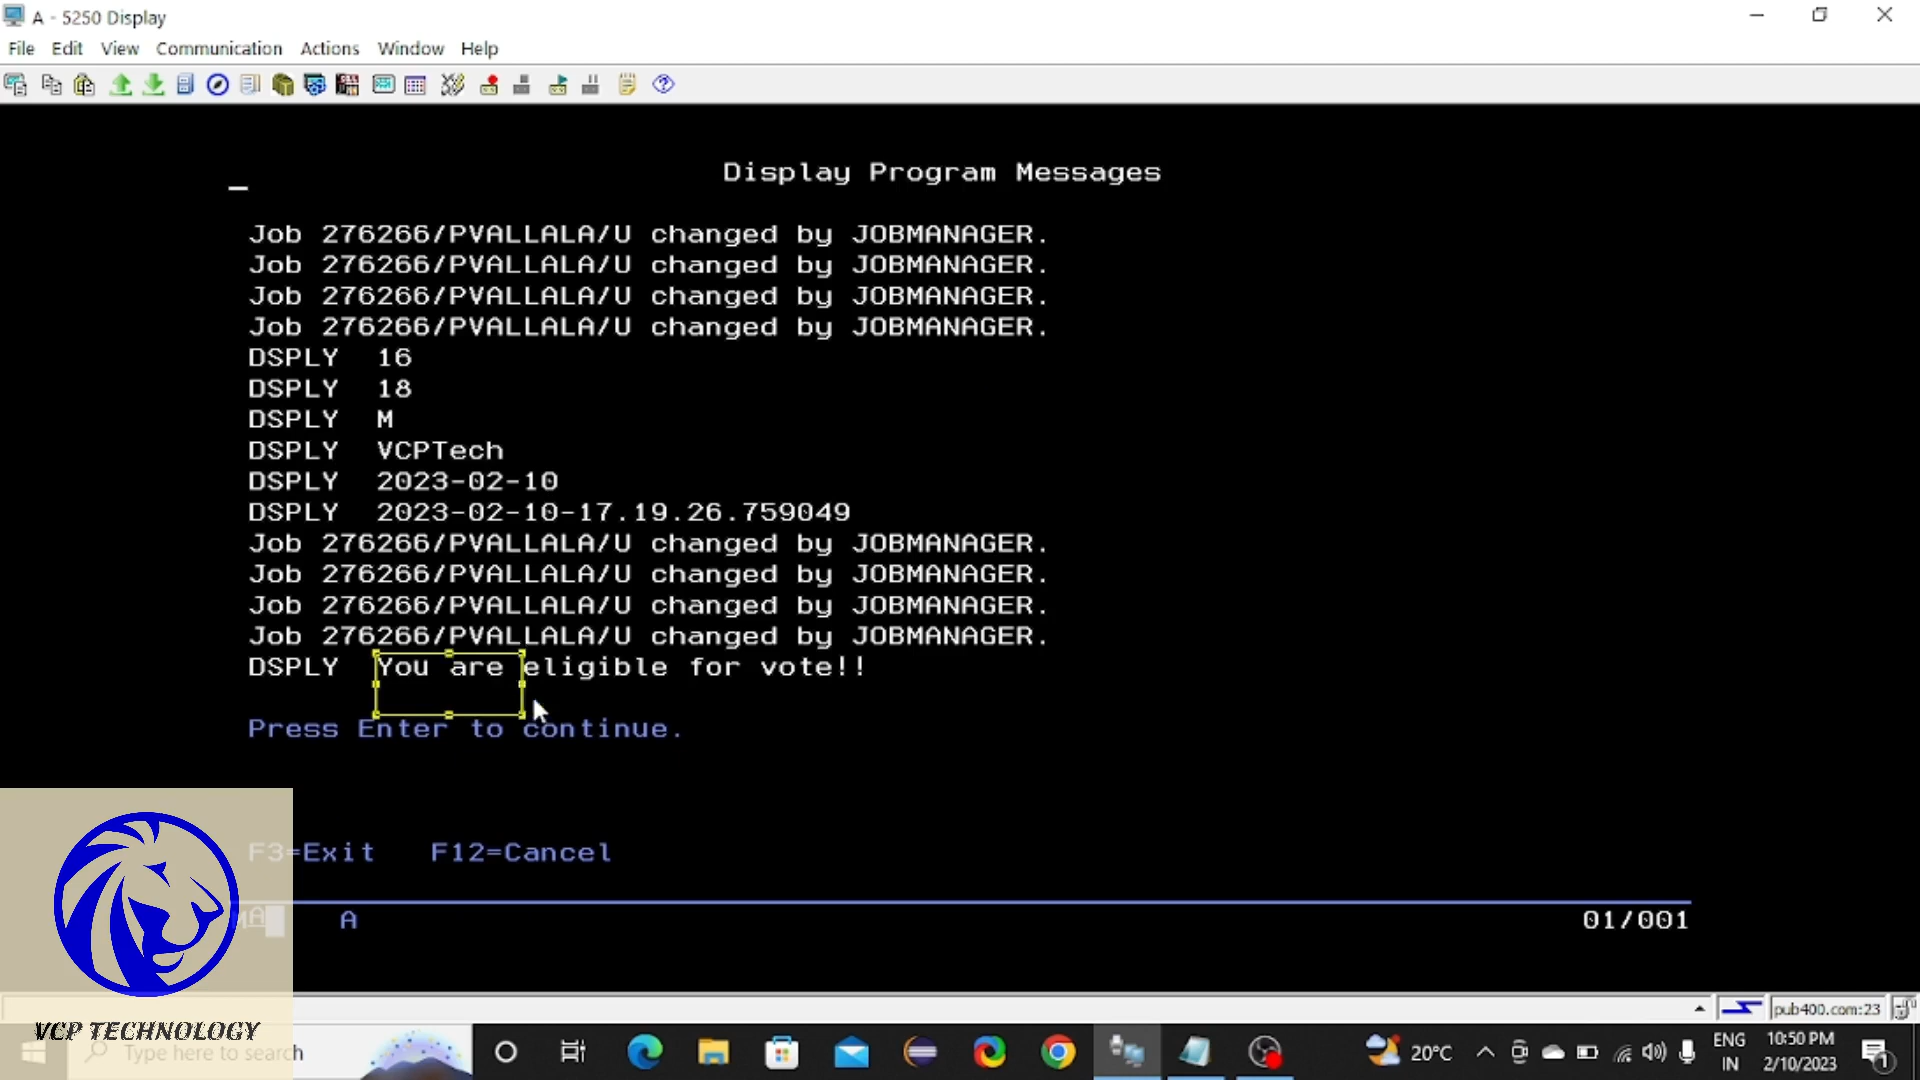 A - 5250 Display
File Edit View Communication Actions Window Help
Display Program Messages
Job 276266/PVALLALA/U changed by JOBMANAGER.
Job 276266/PVALLALA/U changed by JOBMANAGER.
Job 276266/PVALLALA/U changed by JOBMANAGER.
Job 276266/PVALLALA/U changed by JOBMANAGER.
DSPLY 16
DSPLY 18
DSPLY M
DSPLY VCPTech
DSPLY 2023-02-10
DSPLY 2023-02-10-17.19.26.759049
Job 276266/PVALLALA/U changed by JOBMANAGER.
Job 276266/PVALLALA/U changed by JOBMANAGER.
Job 276266/PVALLALA/U changed by JOBMANAGER.
Job 276266/PVALLALA/U changed by JOBMANAGER.
DSPLY You are eligible for vote!!
Press Enter to continue.
F3=Exit F12=Cancel
MA A 01/001
pub400.com:23
VCP TECHNOLOGY
Type here to search
20°C
ENG
IN
10:50 PM
2/10/2023
1